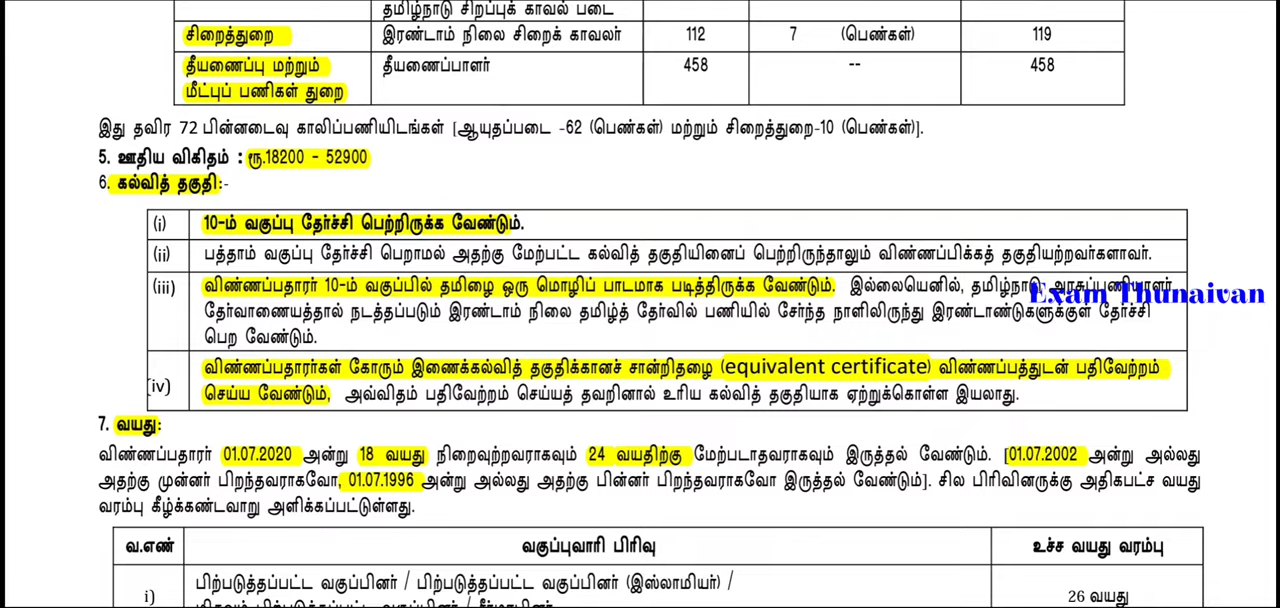 தமிழ்நாடு சிறப்புக் காவல் படை
சிறைத்துறை இரண்டாம் நிலை சிறைக் காவலர் 112 7 (பெண்கள்) 119
தீயணைப்பு மற்றும் தீயணைப்பாளர் 458 -- 458
மீட்புப் பணிகள் துறை
இது தவிர 72 பின்னடைவு காலிப்பணியிடங்கள் [ஆயுதப்படை -62 (பெண்கள்) மற்றும் சிறைத்துறை-10 (பெண்கள்)].
5. ஊதிய விகிதம் : ரூ.18200 - 52900
6. கல்வித் தகுதி:-
(i) 10-ம் வகுப்பு தேர்ச்சி பெற்றிருக்க வேண்டும்.
(ii) பத்தாம் வகுப்பு தேர்ச்சி பெறாமல் அதற்கு மேற்பட்ட கல்வித் தகுதியினைப் பெற்றிருந்தாலும் விண்ணப்பிக்கத் தகுதியற்றவர்களாவர்.
(iii) விண்ணப்பதாரர் 10-ம் வகுப்பில் தமிழை ஒரு மொழிப் பாடமாக படித்திருக்க வேண்டும். இல்லையெனில், தமிழ்நாடு அரசுப்பணியாளர்
Exam Thunaivan
தேர்வாணையத்தால் நடத்தப்படும் இரண்டாம் நிலை தமிழ்த் தேர்வில் பணியில் சேர்ந்த நாளிலிருந்து இரண்டாண்டுகளுக்குள் தேர்ச்சி
பெற வேண்டும்.
(iv) விண்ணப்பதாரர்கள் கோரும் இணைக்கல்வித் தகுதிக்கானச் சான்றிதழை (equivalent certificate) விண்ணப்பத்துடன் பதிவேற்றம்
செய்ய வேண்டும், அவ்விதம் பதிவேற்றம் செய்யத் தவறினால் உரிய கல்வித் தகுதியாக ஏற்றுக்கொள்ள இயலாது.
7. வயது:
விண்ணப்பதாரர் 01.07.2020 அன்று 18 வயது நிறைவுற்றவராகவும் 24 வயதிற்கு மேற்படாதவராகவும் இருத்தல் வேண்டும். [01.07.2002 அன்று அல்லது
அதற்கு முன்னர் பிறந்தவராகவோ, 01.07.1996 அன்று அல்லது அதற்கு பின்னர் பிறந்தவராகவோ இருத்தல் வேண்டும்]. சில பிரிவினருக்கு அதிகபட்ச வயது
வரம்பு கீழ்க்கண்டவாறு அளிக்கப்பட்டுள்ளது.
வ.எண் வகுப்புவாரி பிரிவு உச்ச வயது வரம்பு
i) பிற்படுத்தப்பட்ட வகுப்பினர் / பிற்படுத்தப்பட்ட வகுப்பினர் (இஸ்லாமியர்) / 26 வயது
மிகவும் பிற்படுத்தப்பட்ட வகுப்பினர் / சீர்மரபினர்